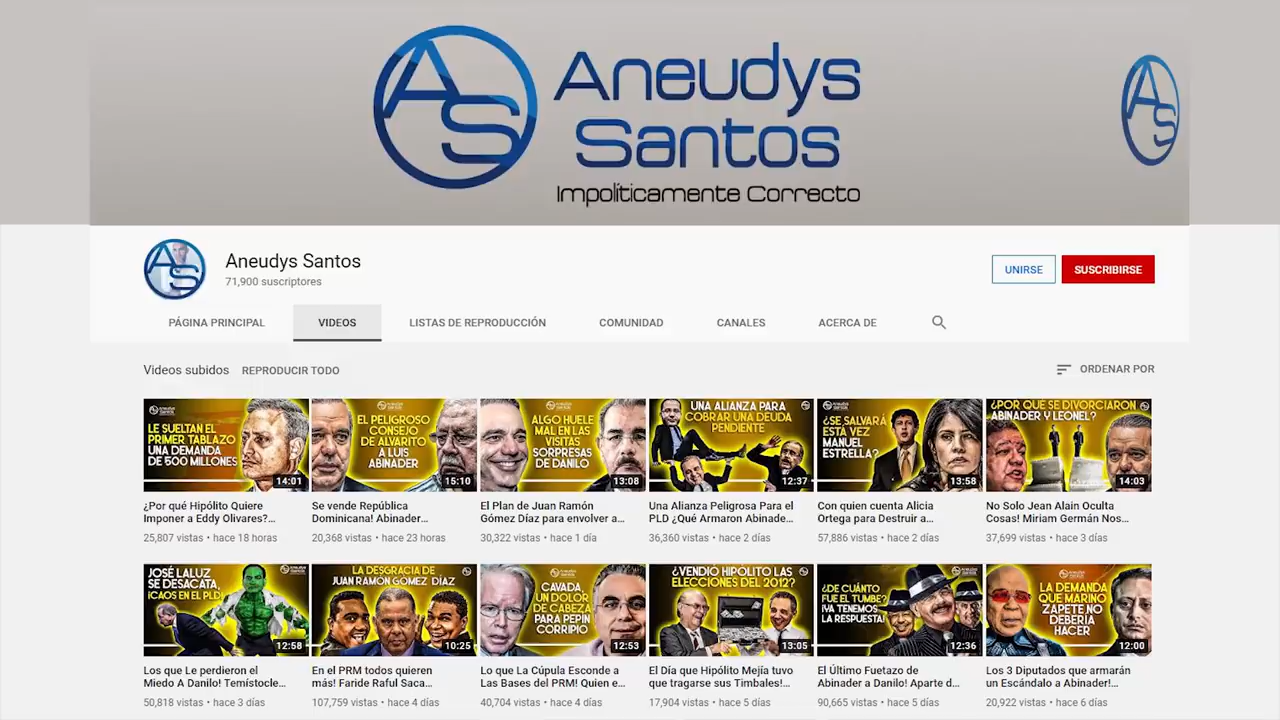 AS
Aneudys
Santos
Impolíticamente Correcto
AS
AS
Aneudys Santos
71,900 suscriptores
UNIRSE
SUSCRIBIRSE
PÁGINA PRINCIPAL
VIDEOS
LISTAS DE REPRODUCCIÓN
COMUNIDAD
CANALES
ACERCA DE
Videos subidos
REPRODUCIR TODO
ORDENAR POR
LE SUELTAN EL
PRIMER TABLAZO
UNA DEMANDA
DE 500 MILLONES
14:01
EL PELIGROSO
CONSEJO
DE ALVARITO
A LUIS
ABINADER
15:10
ALGO HUELE
MAL EN LAS
VISITAS
SORPRESAS
DE DANILO
13:08
UNA ALIANZA PARA
COBRAR UNA DEUDA
PENDIENTE
12:37
¿SE SALVARÁ
ESTA VEZ
MANUEL
ESTRELLA?
13:58
¿POR QUE SE DIVORCIARON
ABINADER Y LEONEL?
14:03
¿Por qué Hipólito Quiere
Imponer a Eddy Olivares?...
25,807 vistas • hace 18 horas
Se vende República
Dominicana! Abinader...
20,368 vistas • hace 23 horas
El Plan de Juan Ramón
Gómez Díaz para envolver a...
30,322 vistas • hace 1 día
Una Alianza Peligrosa Para el
PLD ¿Qué Armaron Abinade...
36,360 vistas • hace 2 días
Con quien cuenta Alicia
Ortega para Destruir a...
57,886 vistas • hace 2 días
No Solo Jean Alain Oculta
Cosas! Miriam Germán Nos...
37,699 vistas • hace 3 días
JOSÉ LALUZ
SE DESACATA,
¡CAOS EN EL PLD!
12:58
LA DESGRACIA DE
JUAN RAMÓN GÓMEZ DÍAZ
10:25
CAVADA,
UN DOLOR
DE CABEZA
PARA PEPÍN
CORRIPIO
12:53
¿VENDIÓ HIPÓLITO LAS
ELECCIONES DEL 2012?
13:05
¿DE CUÁNTO
FUE EL TUMBE?
¡YA TENEMOS
LA RESPUESTA!
12:36
LA DEMANDA
QUE MARINO
ZAPETE NO
DEBERÍA
HACER
12:00
Los que Le perdieron el
Miedo A Danilo! Temístocle...
50,818 vistas • hace 3 días
En el PRM todos quieren
más! Faride Raful Saca...
107,759 vistas • hace 4 días
Lo que La Cúpula Esconde a
Las Bases del PRM! Quien e...
40,704 vistas • hace 4 días
El Día que Hipólito Mejía tuvo
que tragarse sus Timbales!...
17,904 vistas • hace 5 días
El Último Fuetazo de
Abinader a Danilo! Aparte d...
90,665 vistas • hace 5 días
Los 3 Diputados que armarán
un Escándalo a Abinader!...
20,922 vistas • hace 6 días